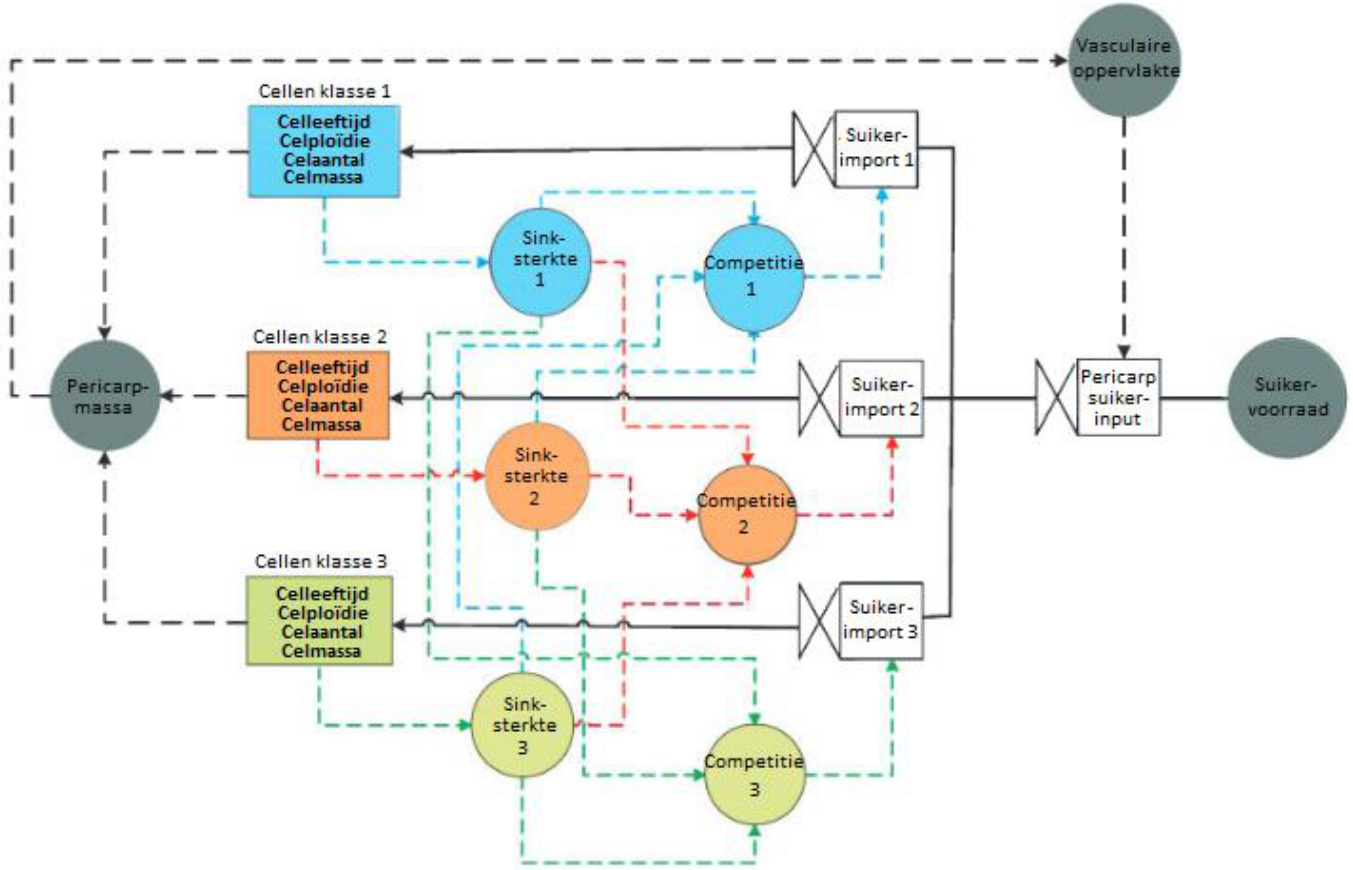 Vasculaire
oppervlakte
Cellen klasse 1
Celleeftijd
Celploïdie
Celaantal
Celmassa
Suiker-
import 1
Sink-
sterkte
1
Competitie
1
Cellen klasse 2
Celleeftijd
Celploïdie
Celaantal
Celmassa
Pericarp-
massa
Suiker-
import 2
Pericarp
suiker-
input
Suiker-
voorraad
Sink-
sterkte
2
Competitie
2
Cellen klasse 3
Celleeftijd
Celploïdie
Celaantal
Celmassa
Suiker-
import 3
Sink-
sterkte
3
Competitie
3